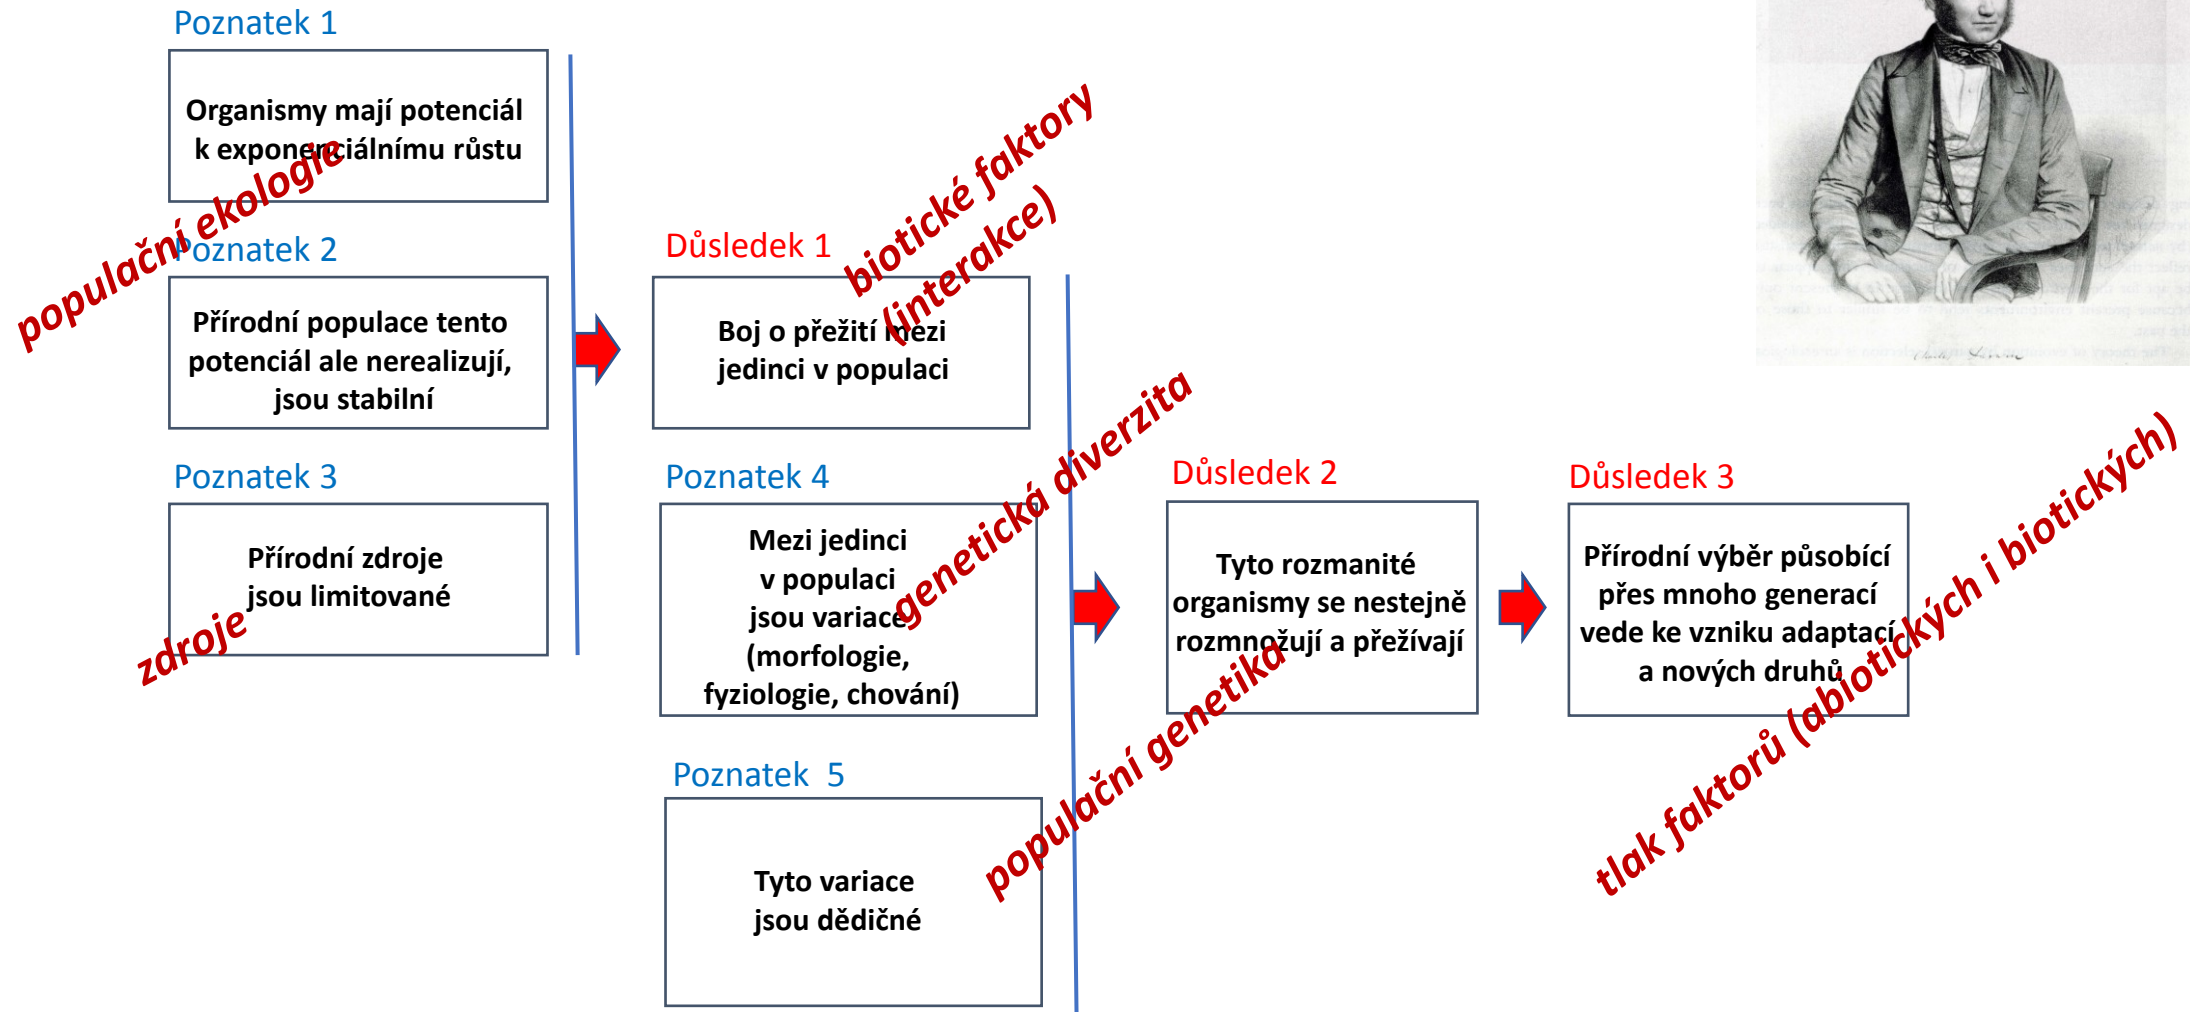 Poznatek 1
Organismy mají potenciál
k exponenciálnímu růstu
populační ekologie
Poznatek 2
Přírodní populace tento
potenciál ale nerealizují,
jsou stabilní
Poznatek 3
Přírodní zdroje
jsou limitované
zdroje
Důsledek 1
biotické faktory
(interakce)
Boj o přežití mezi
jedinci v populaci
Poznatek 4
Mezi jedinci
v populaci
jsou variace
(morfologie,
fyziologie, chování)
genetická diverzita
Poznatek 5
Tyto variace
jsou dědičné
populační genetika
Důsledek 2
Tyto rozmanité
organismy se nestejně
rozmnožují a přežívají
Důsledek 3
Přírodní výběr působící
přes mnoho generací
vede ke vzniku adaptací
a nových druhů
tlak faktorů (abiotických i biotických)